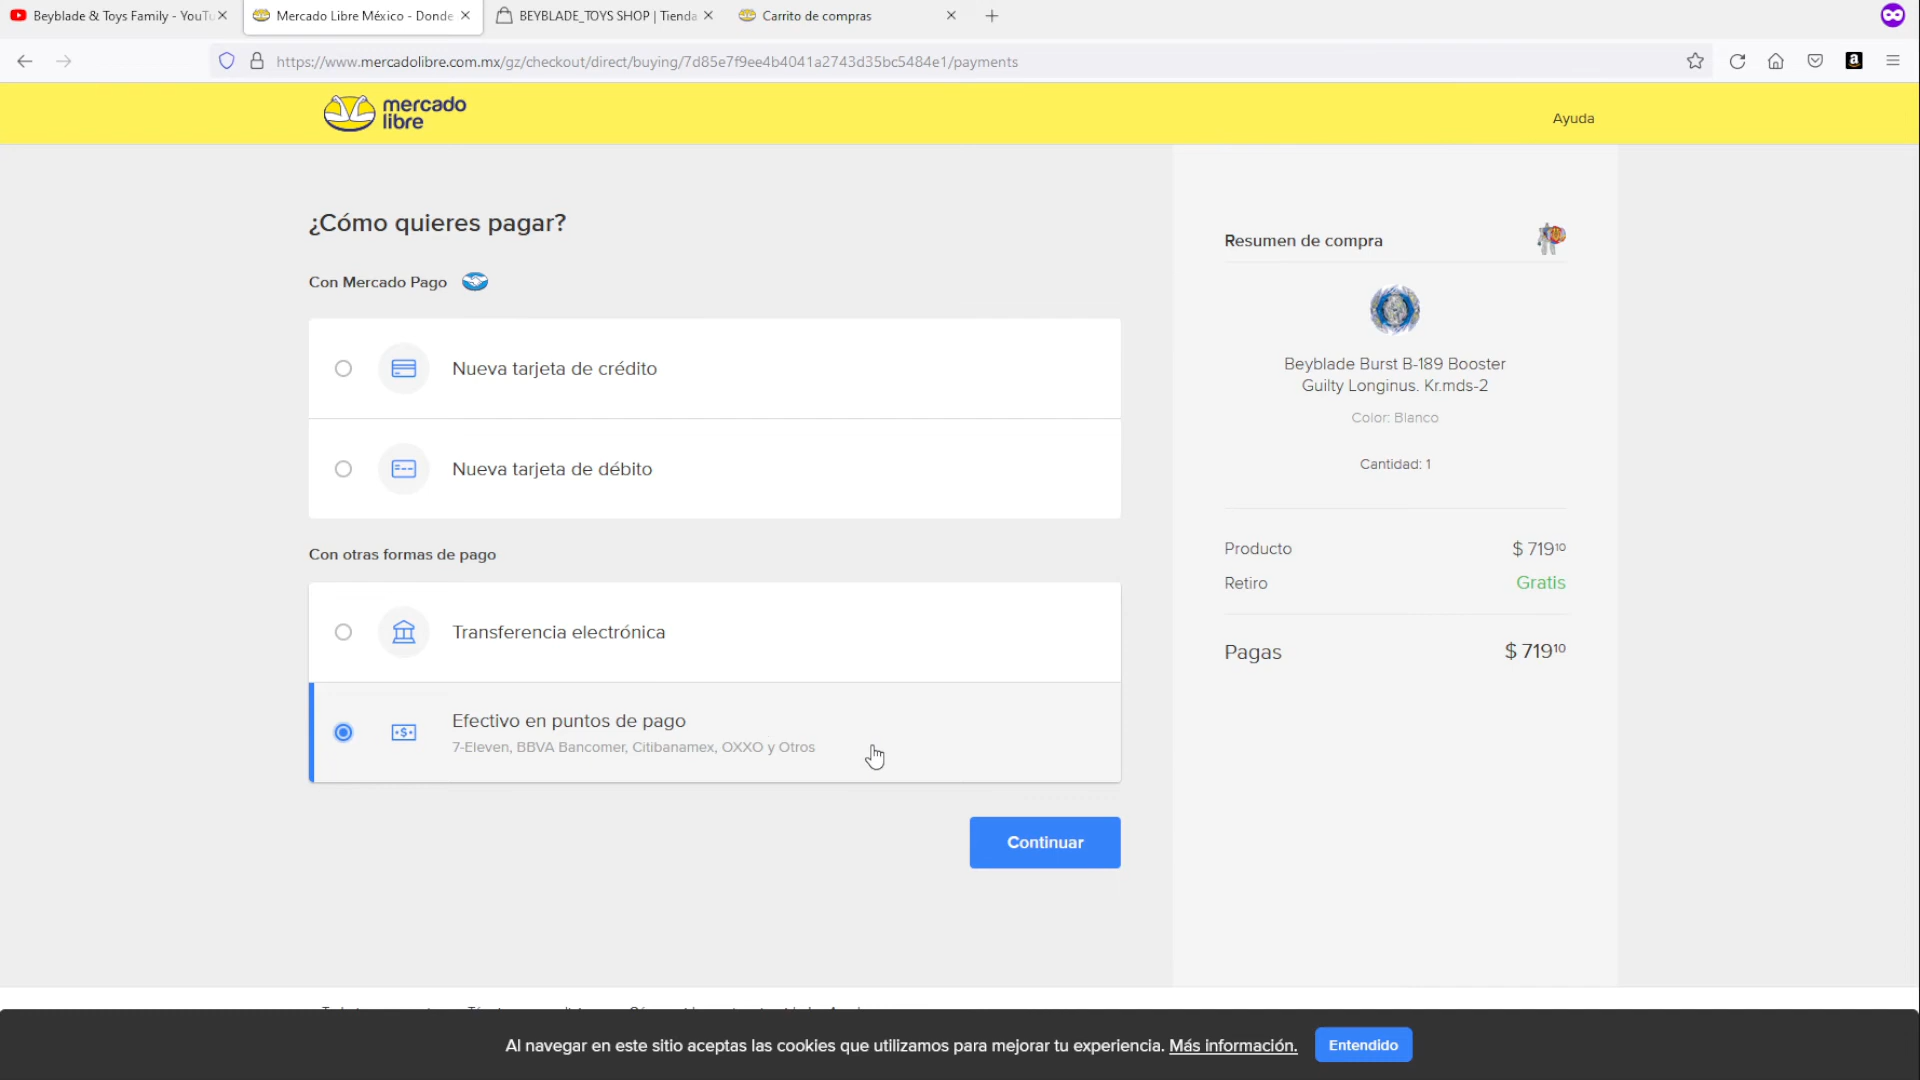 Beyblade & Toys Family - YouTu
Mercado Libre México - Donde
BEYBLADE_TOYS SHOP | Tienda
Carrito de compras
https://www.mercadolibre.com.mx/gz/checkout/direct/buying/7d85e7f9ee4b4041a2743d35bc5484e1/payments
mercado
libre
Ayuda
¿Cómo quieres pagar?
Con Mercado Pago
Nueva tarjeta de crédito
Nueva tarjeta de débito
Con otras formas de pago
Transferencia electrónica
Efectivo en puntos de pago
7-Eleven, BBVA Bancomer, Citibanamex, OXXO y Otros
Continuar
Resumen de compra
Beyblade Burst B-189 Booster
Guilty Longinus. Kr.mds-2
Color: Blanco
Cantidad: 1
Producto $ 71910
Retiro Gratis
Pagas $ 71910
Al navegar en este sitio aceptas las cookies que utilizamos para mejorar tu experiencia. Más información. Entendido